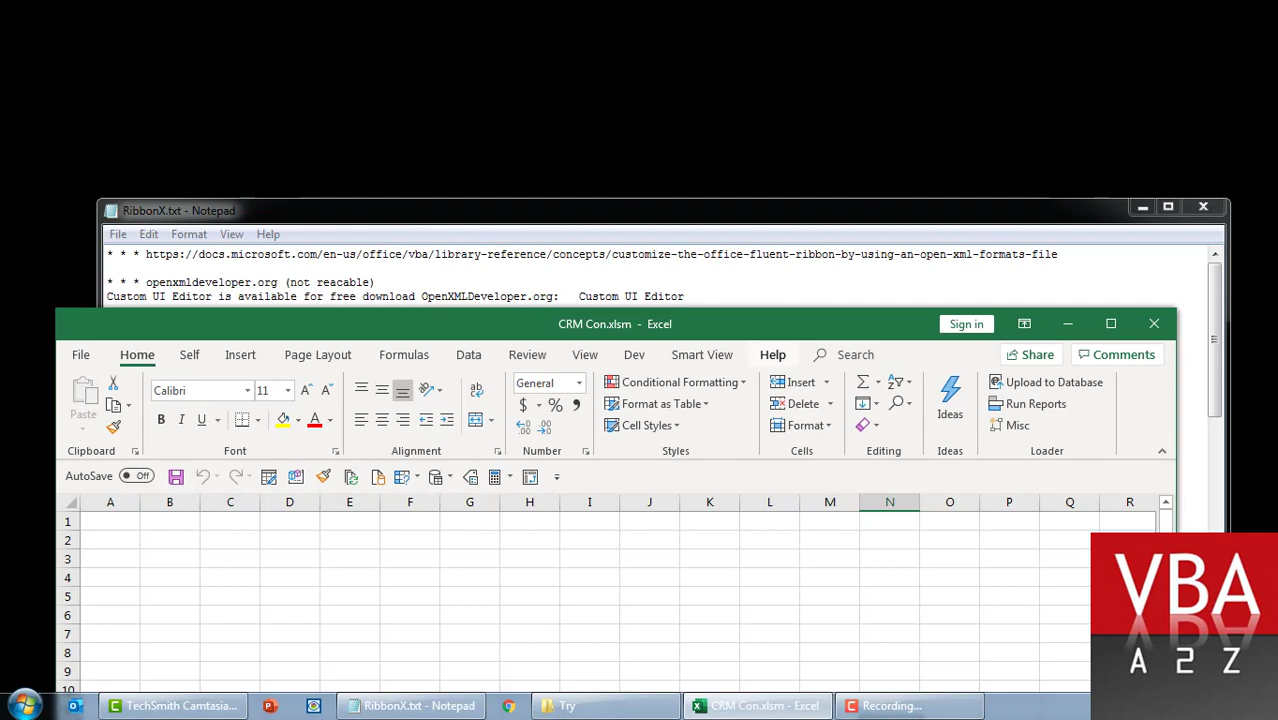 RibbonX.txt - Notepad
File Edit Format View Help
* * * https://docs.microsoft.com/en-us/office/vba/library-reference/concepts/customize-the-office-fluent-ribbon-by-using-an-open-xml-formats-file
* * * openxmldeveloper.org (not reacable)
Custom UI Editor is available for free download OpenXMLDeveloper.org: Custom UI Editor
CRM Con.xlsm - Excel
Sign in
File Home Self Insert Page Layout Formulas Data Review View Dev Smart View Help Search Share Comments
Paste
Calibri 11
B I U
General
$ % ,
Conditional Formatting
Format as Table
Cell Styles
Insert
Delete
Format
Ideas
Upload to Database
Run Reports
Misc
Clipboard Font Alignment Number Styles Cells Editing Ideas Loader
AutoSave Off
A B C D E F G H I J K L M N O P Q R
1
2
3
4
5
6
7
8
9
10
VBA
A 2 Z
TechSmith Camtasia... RibbonX.txt - Notepad Try CRM Con.xlsm - Excel Recording...